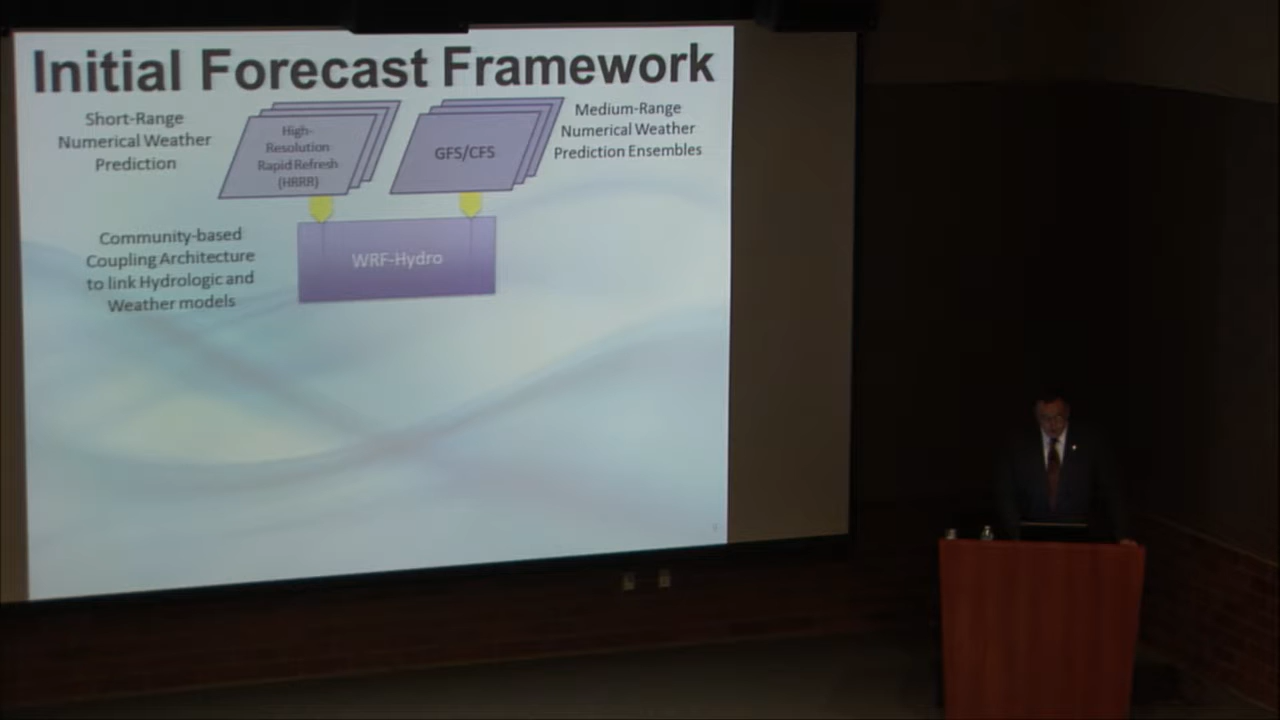 Initial Forecast Framework
Short-Range
Numerical Weather
Prediction
High-
Resolution
Rapid Refresh
(HRRR)
GFS/CFS
Medium-Range
Numerical Weather
Prediction Ensembles
Community-based
Coupling Architecture
to link Hydrologic and
Weather models
WRF-Hydro